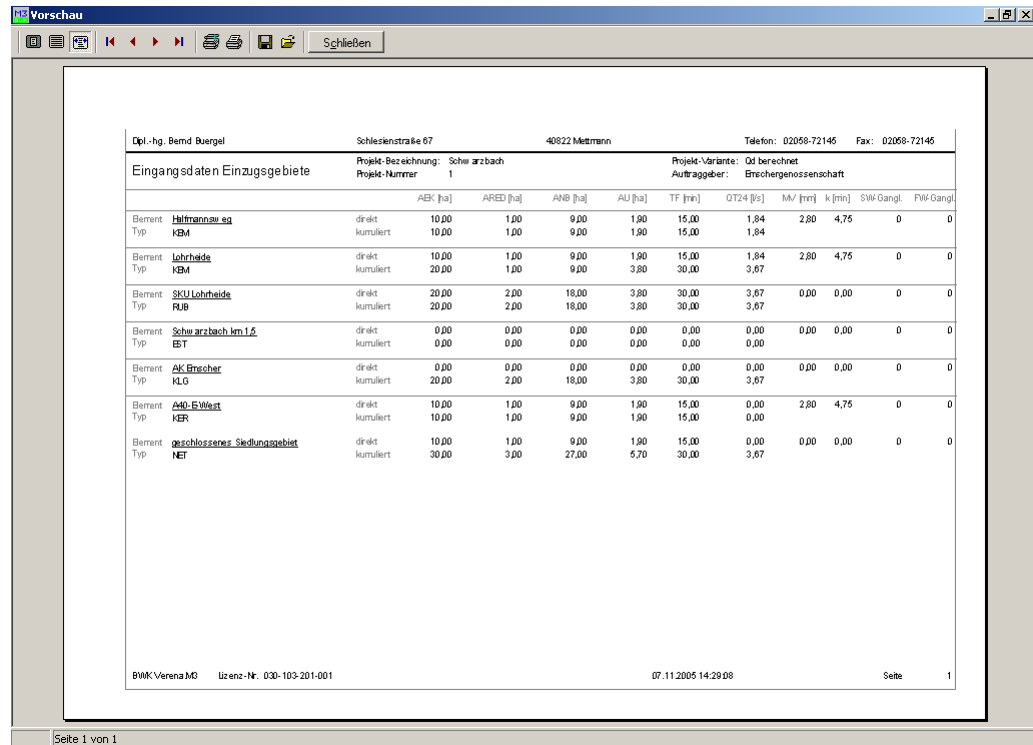 Vorschau
Schließen
Dipl.-Ing. Bernd Buergel Schlesienstraße 67 40822 Mettmann Telefon: 02058-72145 Fax: 02058-72145
Eingangsdaten Einzugsgebiete Projekt-Bezeichnung: Schwarzbach Projekt-Variante: Qd berechnet
Projekt-Nummer 1 Auftraggeber: Emschergenossenschaft
AEK [ha] ARED [ha] ANB [ha] AU [ha] TF [min] QT24 [l/s] MV [mm] k [min] SW-Gangl. FW-Gangl.
Element Halfmannsweg direkt 10,00 1,00 9,00 1,90 15,00 1,84 2,80 4,75 0 0
Typ KBM kumuliert 10,00 1,00 9,00 1,90 15,00 1,84
Element Lohrheide direkt 10,00 1,00 9,00 1,90 15,00 1,84 2,80 4,75 0 0
Typ KBM kumuliert 20,00 1,00 9,00 3,80 30,00 3,67
Element SKU Lohrheide direkt 20,00 2,00 18,00 3,80 30,00 3,67 0,00 0,00 0 0
Typ RUB kumuliert 20,00 2,00 18,00 3,80 30,00 3,67
Element Schwarzbach km 1,5 direkt 0,00 0,00 0,00 0,00 0,00 0,00 0,00 0,00 0 0
Typ EST kumuliert 0,00 0,00 0,00 0,00 0,00 0,00
Element AK Emscher direkt 0,00 0,00 0,00 0,00 0,00 0,00 0,00 0,00 0 0
Typ KLG kumuliert 20,00 2,00 18,00 3,80 30,00 3,67
Element A40-E-West direkt 10,00 1,00 9,00 1,90 15,00 0,00 2,80 4,75 0 0
Typ KER kumuliert 10,00 1,00 9,00 1,90 15,00 0,00
Element geschlossenes Siedlungsgebiet direkt 10,00 1,00 9,00 1,90 15,00 0,00 0,00 0,00 0 0
Typ NET kumuliert 30,00 3,00 27,00 5,70 30,00 3,67
BWK Verena.M3 Lizenz-Nr. 030-103-201-001 07.11.2005 14:29:08 Seite 1
Seite 1 von 1